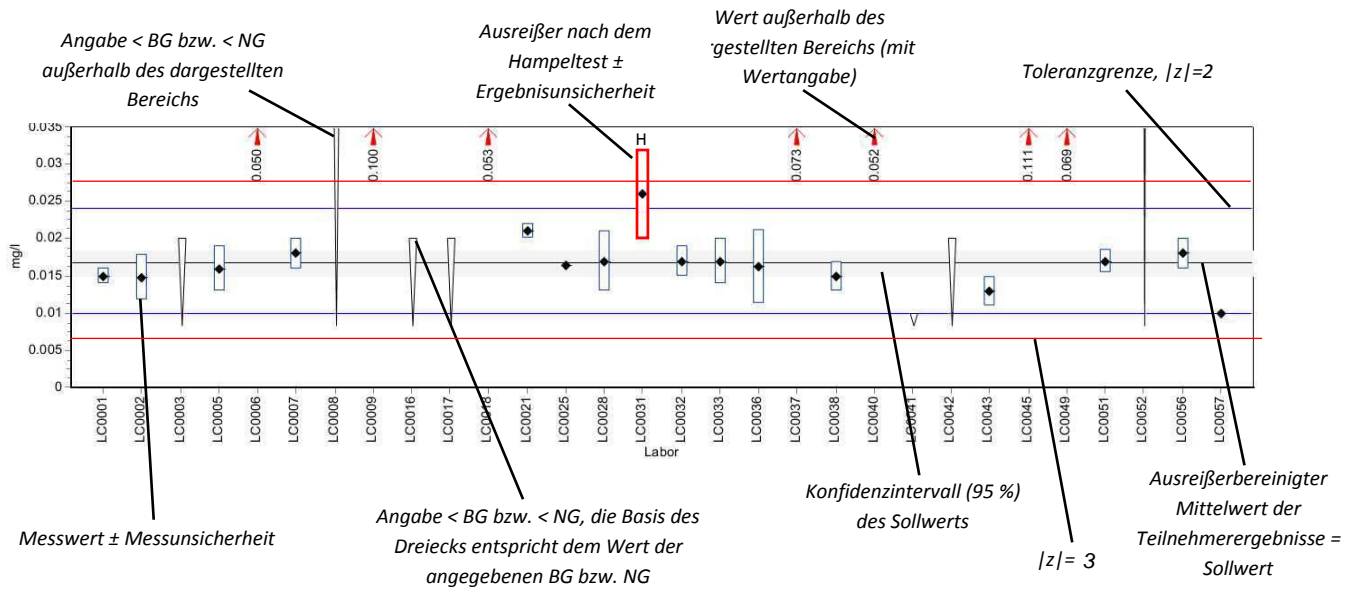 Angabe < BG bzw. < NG
außerhalb des dargestellten
Bereichs
Ausreißer nach dem
Hampeltest ±
Ergebnisunsicherheit
Wert außerhalb des
gestellten Bereichs (mit
Wertangabe)
Toleranzgrenze, |z|=2
0.035
0.03
0.025
0.02
0.015
0.01
0.005
0
mg/l
0.050
0.100
0.053
H
0.073
0.052
0.111
0.069
LC0001
LC0002
LC0003
LC0005
LC0006
LC0007
LC0008
LC0009
LC0016
LC0017
LC0018
LC0021
LC0025
LC0028
LC0031
LC0032
LC0033
LC0036
LC0037
LC0038
LC0040
LC0041
LC0042
LC0043
LC0045
LC0049
LC0051
LC0052
LC0056
LC0057
Labor
Messwert ± Messunsicherheit
Angabe < BG bzw. < NG, die Basis des
Dreiecks entspricht dem Wert der
angegebenen BG bzw. NG
Konfidenzintervall (95 %)
des Sollwerts
|z|= 3
Ausreißerbereinigter
Mittelwert der
Teilnehmerergebnisse =
Sollwert